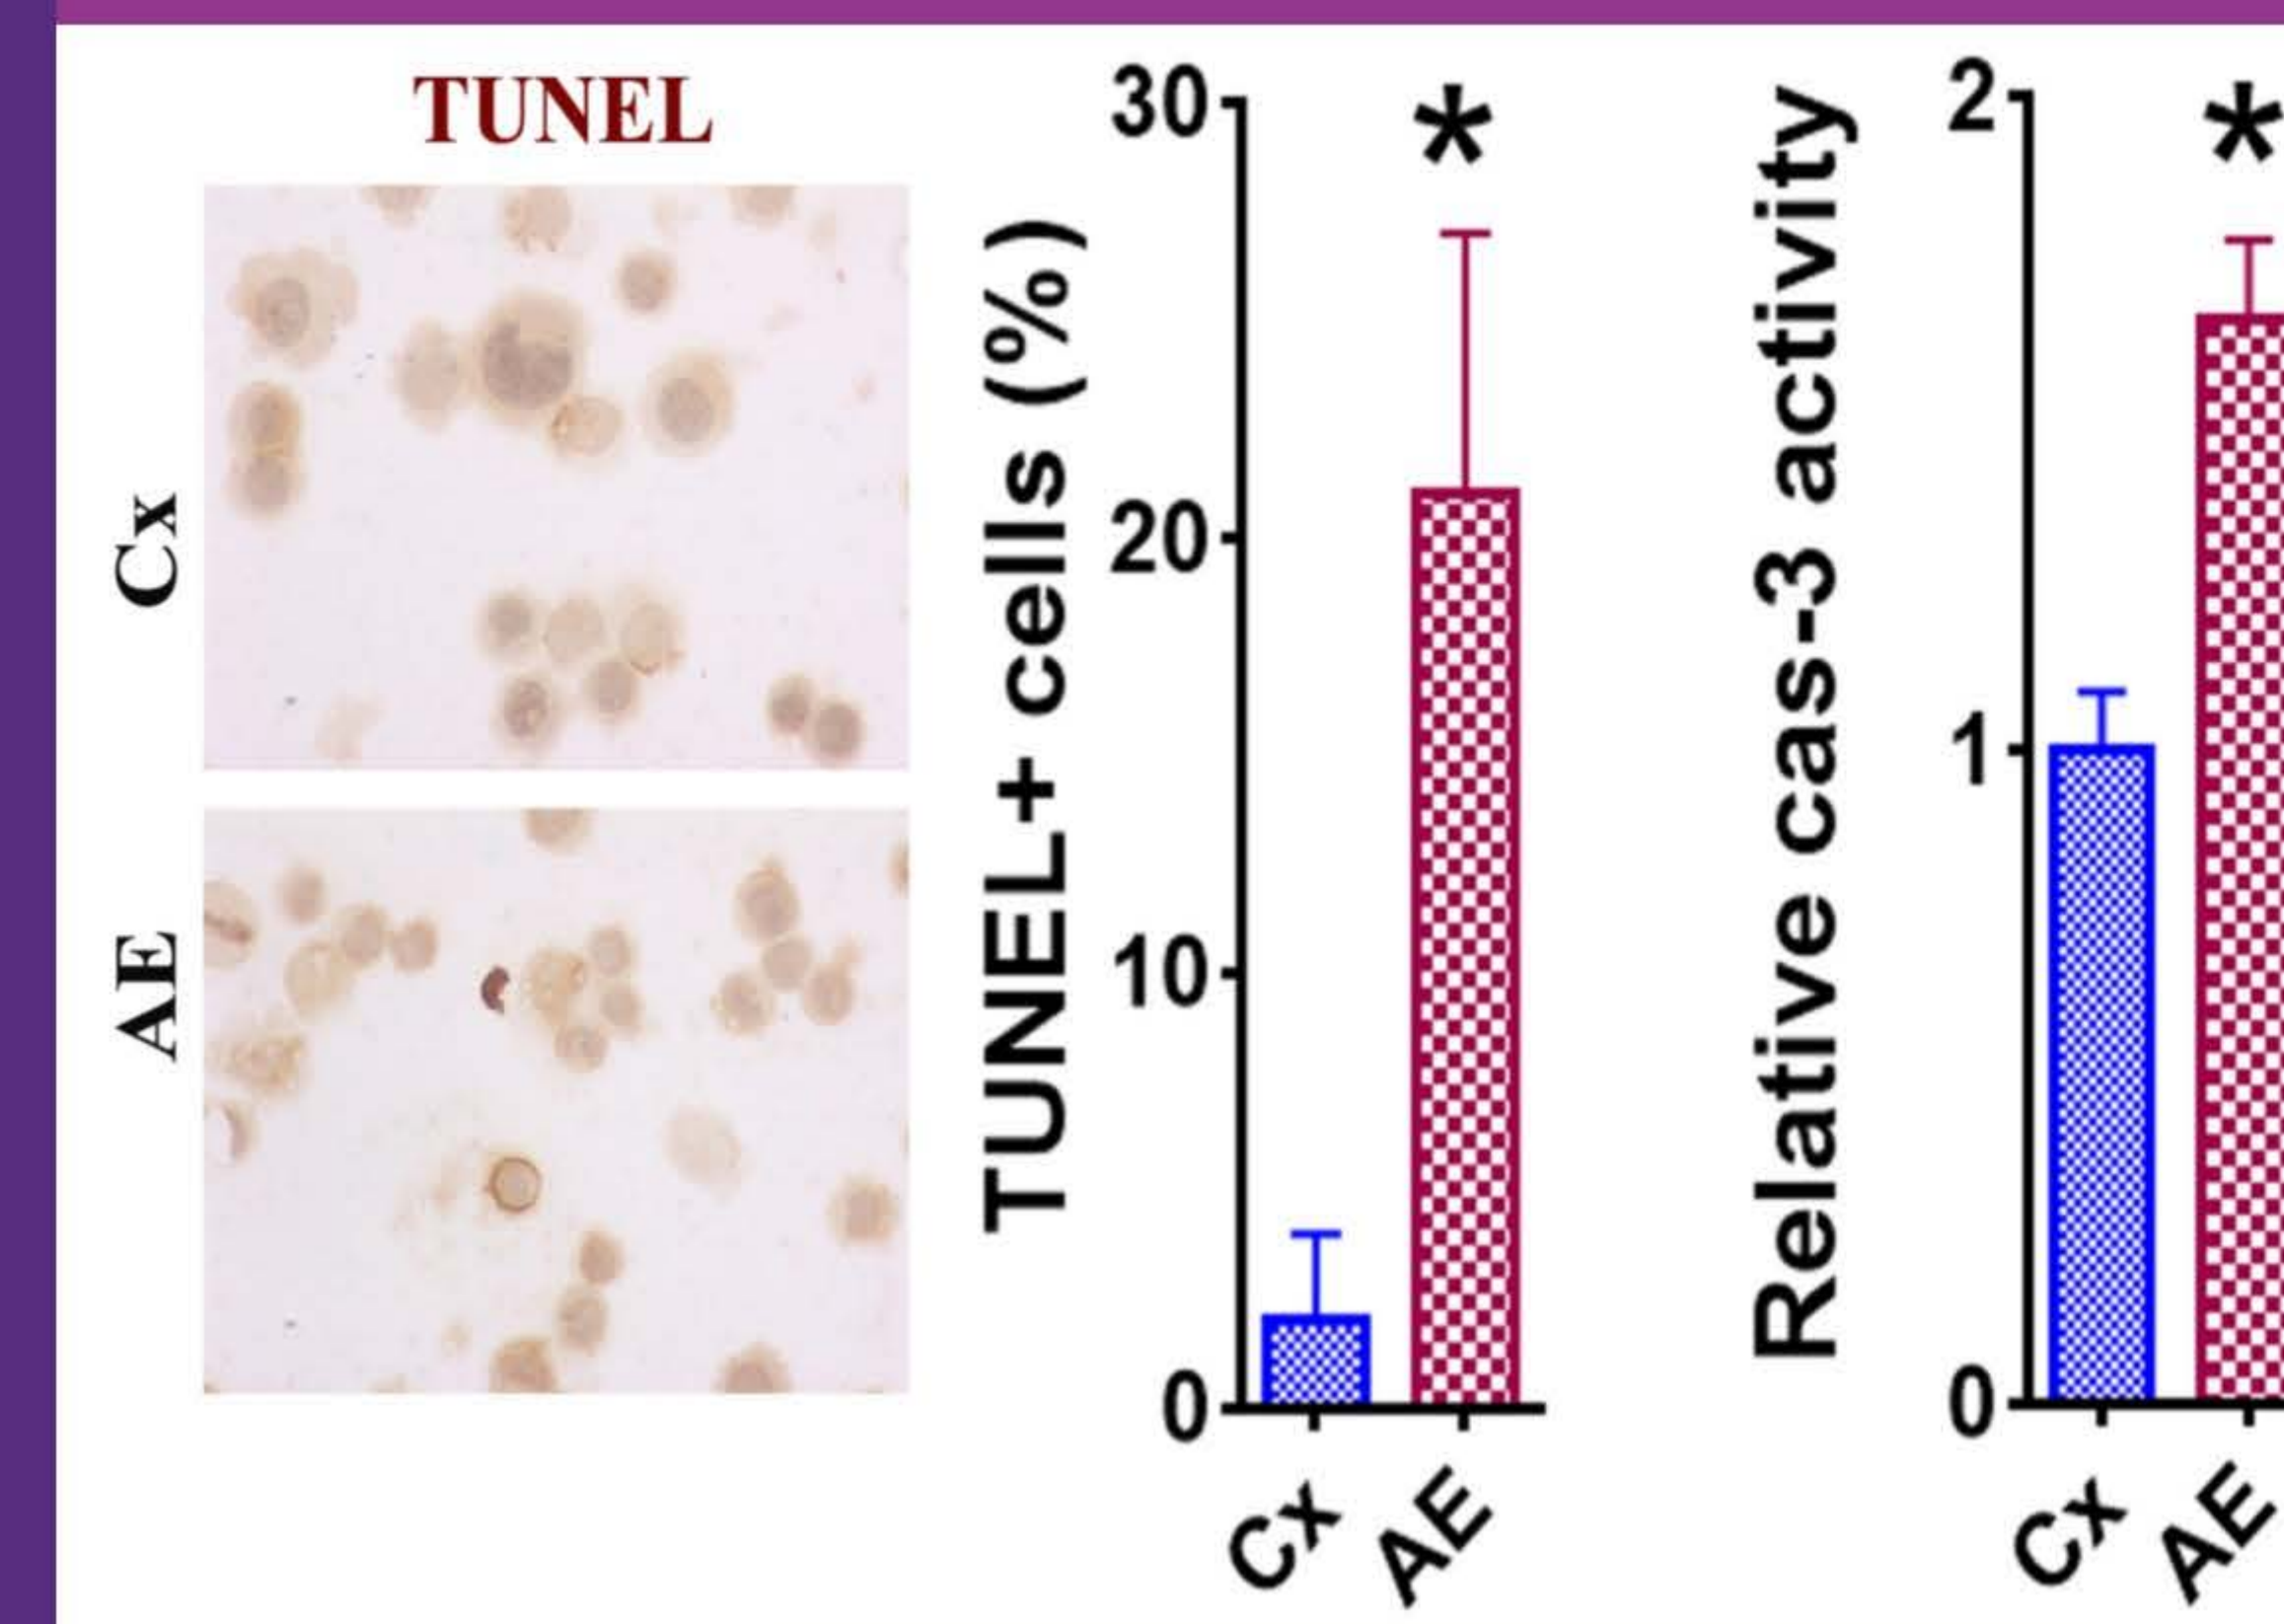 TUNEL
Cx
AE
TUNEL+ cells (%)
30
20
10
0
*
Cx
AE
Relative cas-3 activity
2
1
0
*
Cx
AE